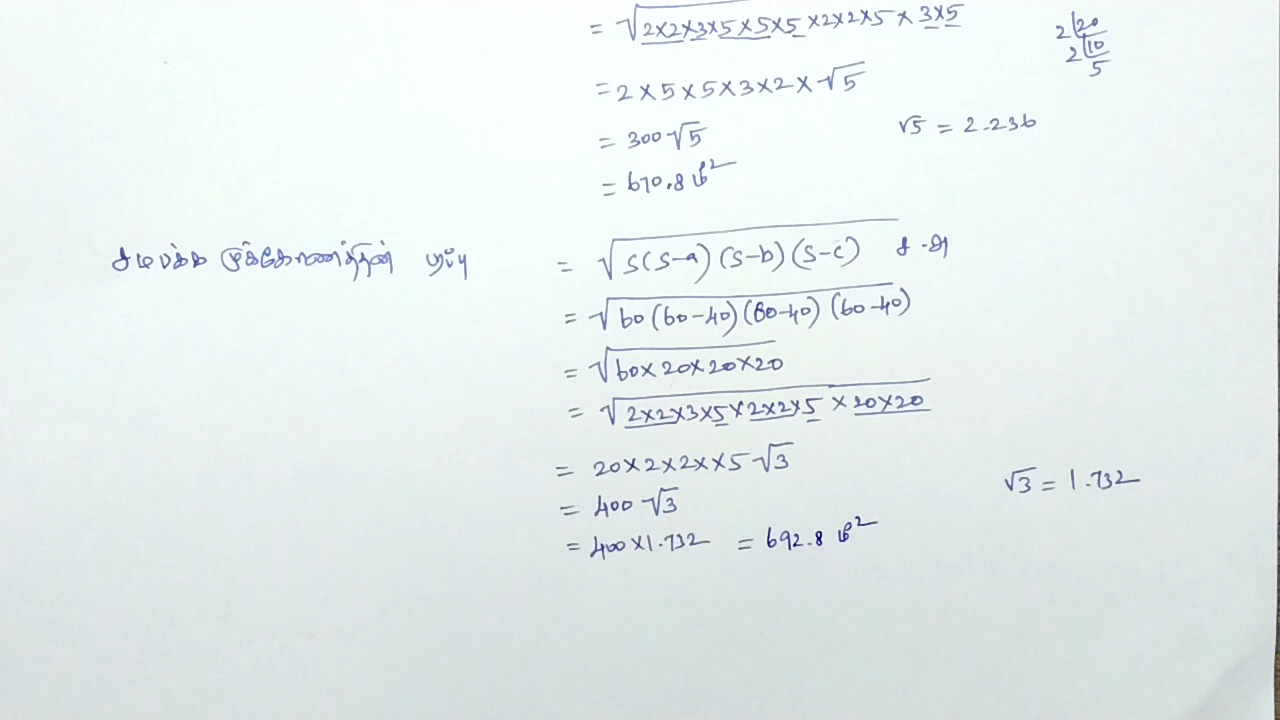 = √2×2×3×5×5×5×2×2×5×3×5
2 20
= 2×5×5×3×2×√5
2 10
5
= 300√5
√5 = 2.236
= 670.8 மீ²
சமபக்க முக்கோணத்தின் பரப்பு = √s(s-a)(s-b)(s-c) ச.அ
= √60(60-40)(60-40)(60-40)
= √60×20×20×20
= √2×2×3×5×2×2×5×20×20
= 20×2×2××5√3
= 400√3
√3 = 1.732
= 400×1.732 = 692.8 மீ²